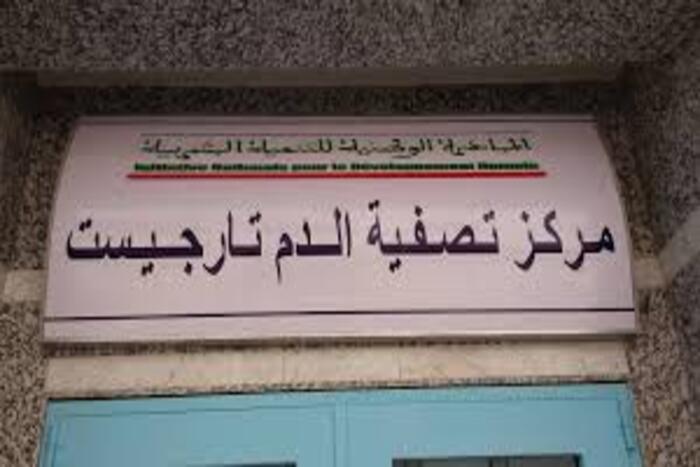 المبادرة الوطنية للتنمية البشرية
Initiative Nationale pour le Développement Humain
مركز تصفية الدم تارجيست